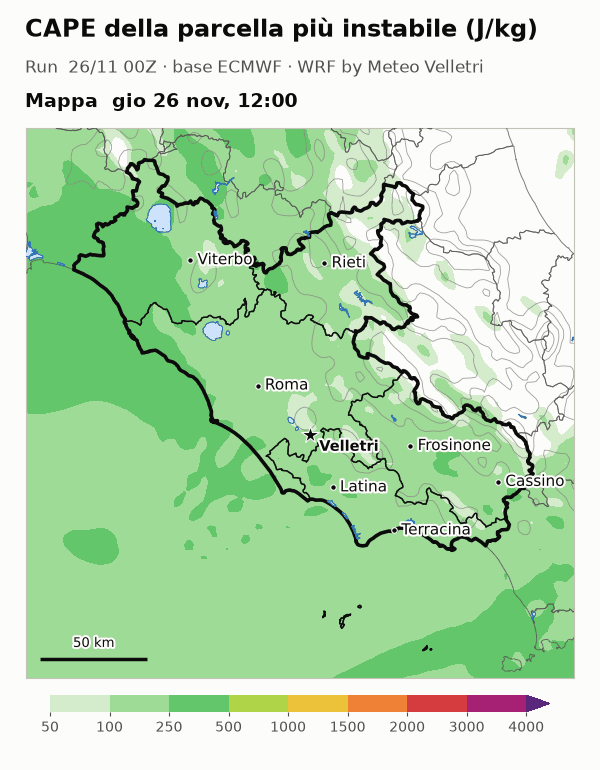 CAPE della parcella più instabile (J/kg)
Run  26/11 00Z · base ECMWF · WRF by Meteo Velletri
Mappa  gio 26 nov, 12:00
Viterbo
Rieti
Roma
Velletri
Frosinone
Latina
Cassino
Terracina
50 km
50 100 250 500 1000 1500 2000 3000 4000